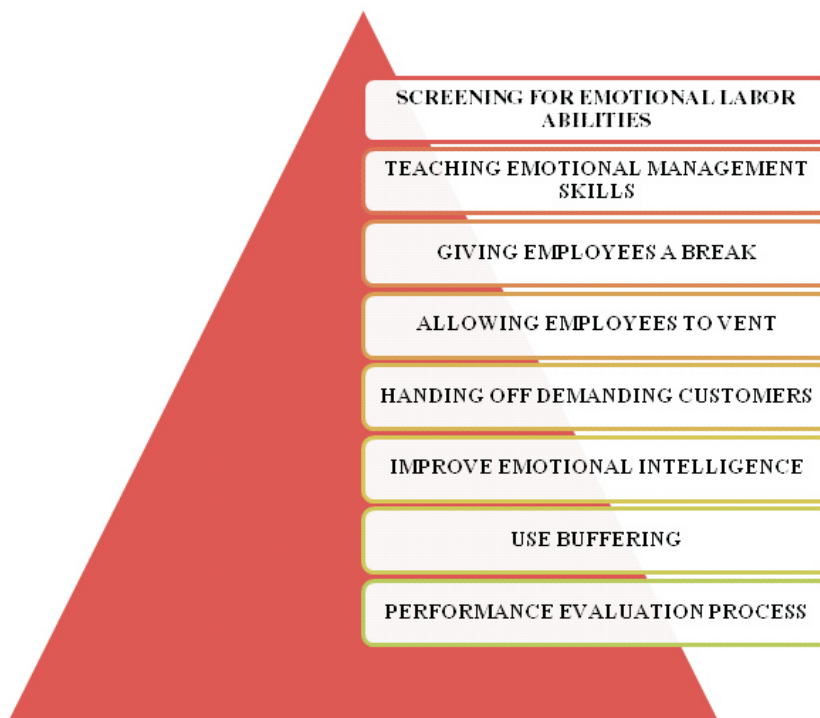 SCREENING FOR EMOTIONAL LABOR
ABILITIES
TEACHING EMOTIONAL MANAGEMENT
SKILLS
GIVING EMPLOYEES A BREAK
ALLOWING EMPLOYEES TO VENT
HANDING OFF DEMANDING CUSTOMERS
IMPROVE EMOTIONAL INTELLIGENCE
USE BUFFERING
PERFORMANCE EVALUATION PROCESS